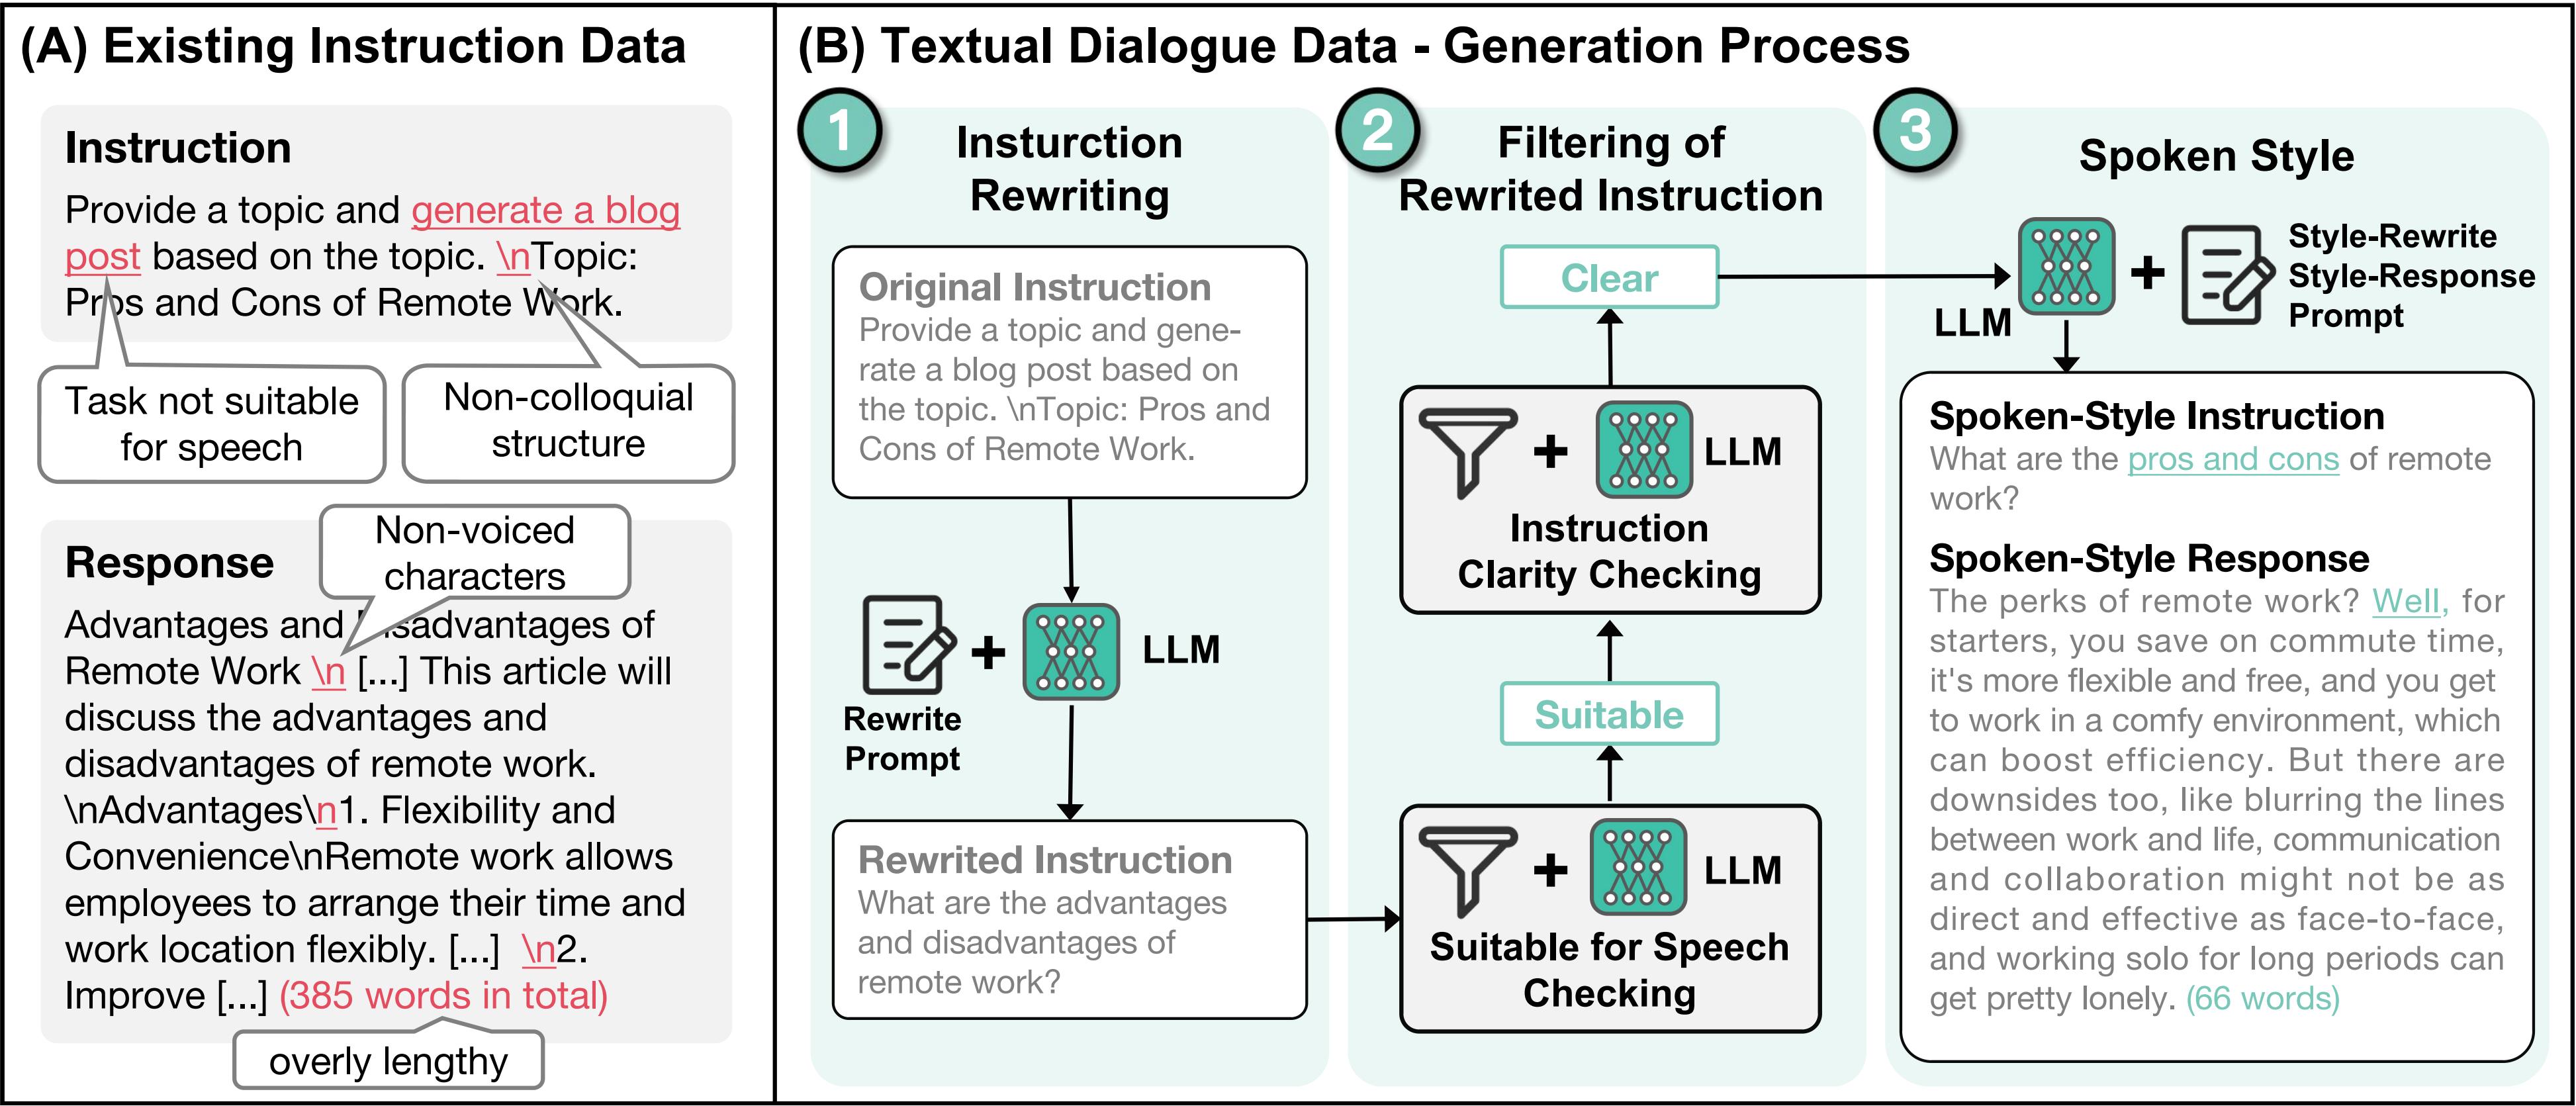 (A) Existing Instruction Data
Instruction
Provide a topic and generate a blog
post based on the topic. \nTopic:
Pros and Cons of Remote Work.
Task not suitable
for speech
Non-colloquial
structure
Non-voiced
characters
Response
Advantages and Disadvantages of
Remote Work \n [...] This article will
discuss the advantages and
disadvantages of remote work.
\nAdvantages\n1. Flexibility and
Convenience\nRemote work allows
employees to arrange their time and
work location flexibly. [...] \n2.
Improve [...] (385 words in total)
overly lengthy
(B) Textual Dialogue Data - Generation Process
1
Insturction
Rewriting
Original Instruction
Provide a topic and gene-
rate a blog post based on
the topic. \nTopic: Pros and
Cons of Remote Work.
Rewrite
Prompt
+
LLM
Rewrited Instruction
What are the advantages
and disadvantages of
remote work?
2
Filtering of
Rewrited Instruction
Clear
+ LLM
Instruction
Clarity Checking
Suitable
+ LLM
Suitable for Speech
Checking
3
Spoken Style
LLM
+
Style-Rewrite
Style-Response
Prompt
Spoken-Style Instruction
What are the pros and cons of remote
work?
Spoken-Style Response
The perks of remote work? Well, for
starters, you save on commute time,
it's more flexible and free, and you get
to work in a comfy environment, which
can boost efficiency. But there are
downsides too, like blurring the lines
between work and life, communication
and collaboration might not be as
direct and effective as face-to-face,
and working solo for long periods can
get pretty lonely. (66 words)